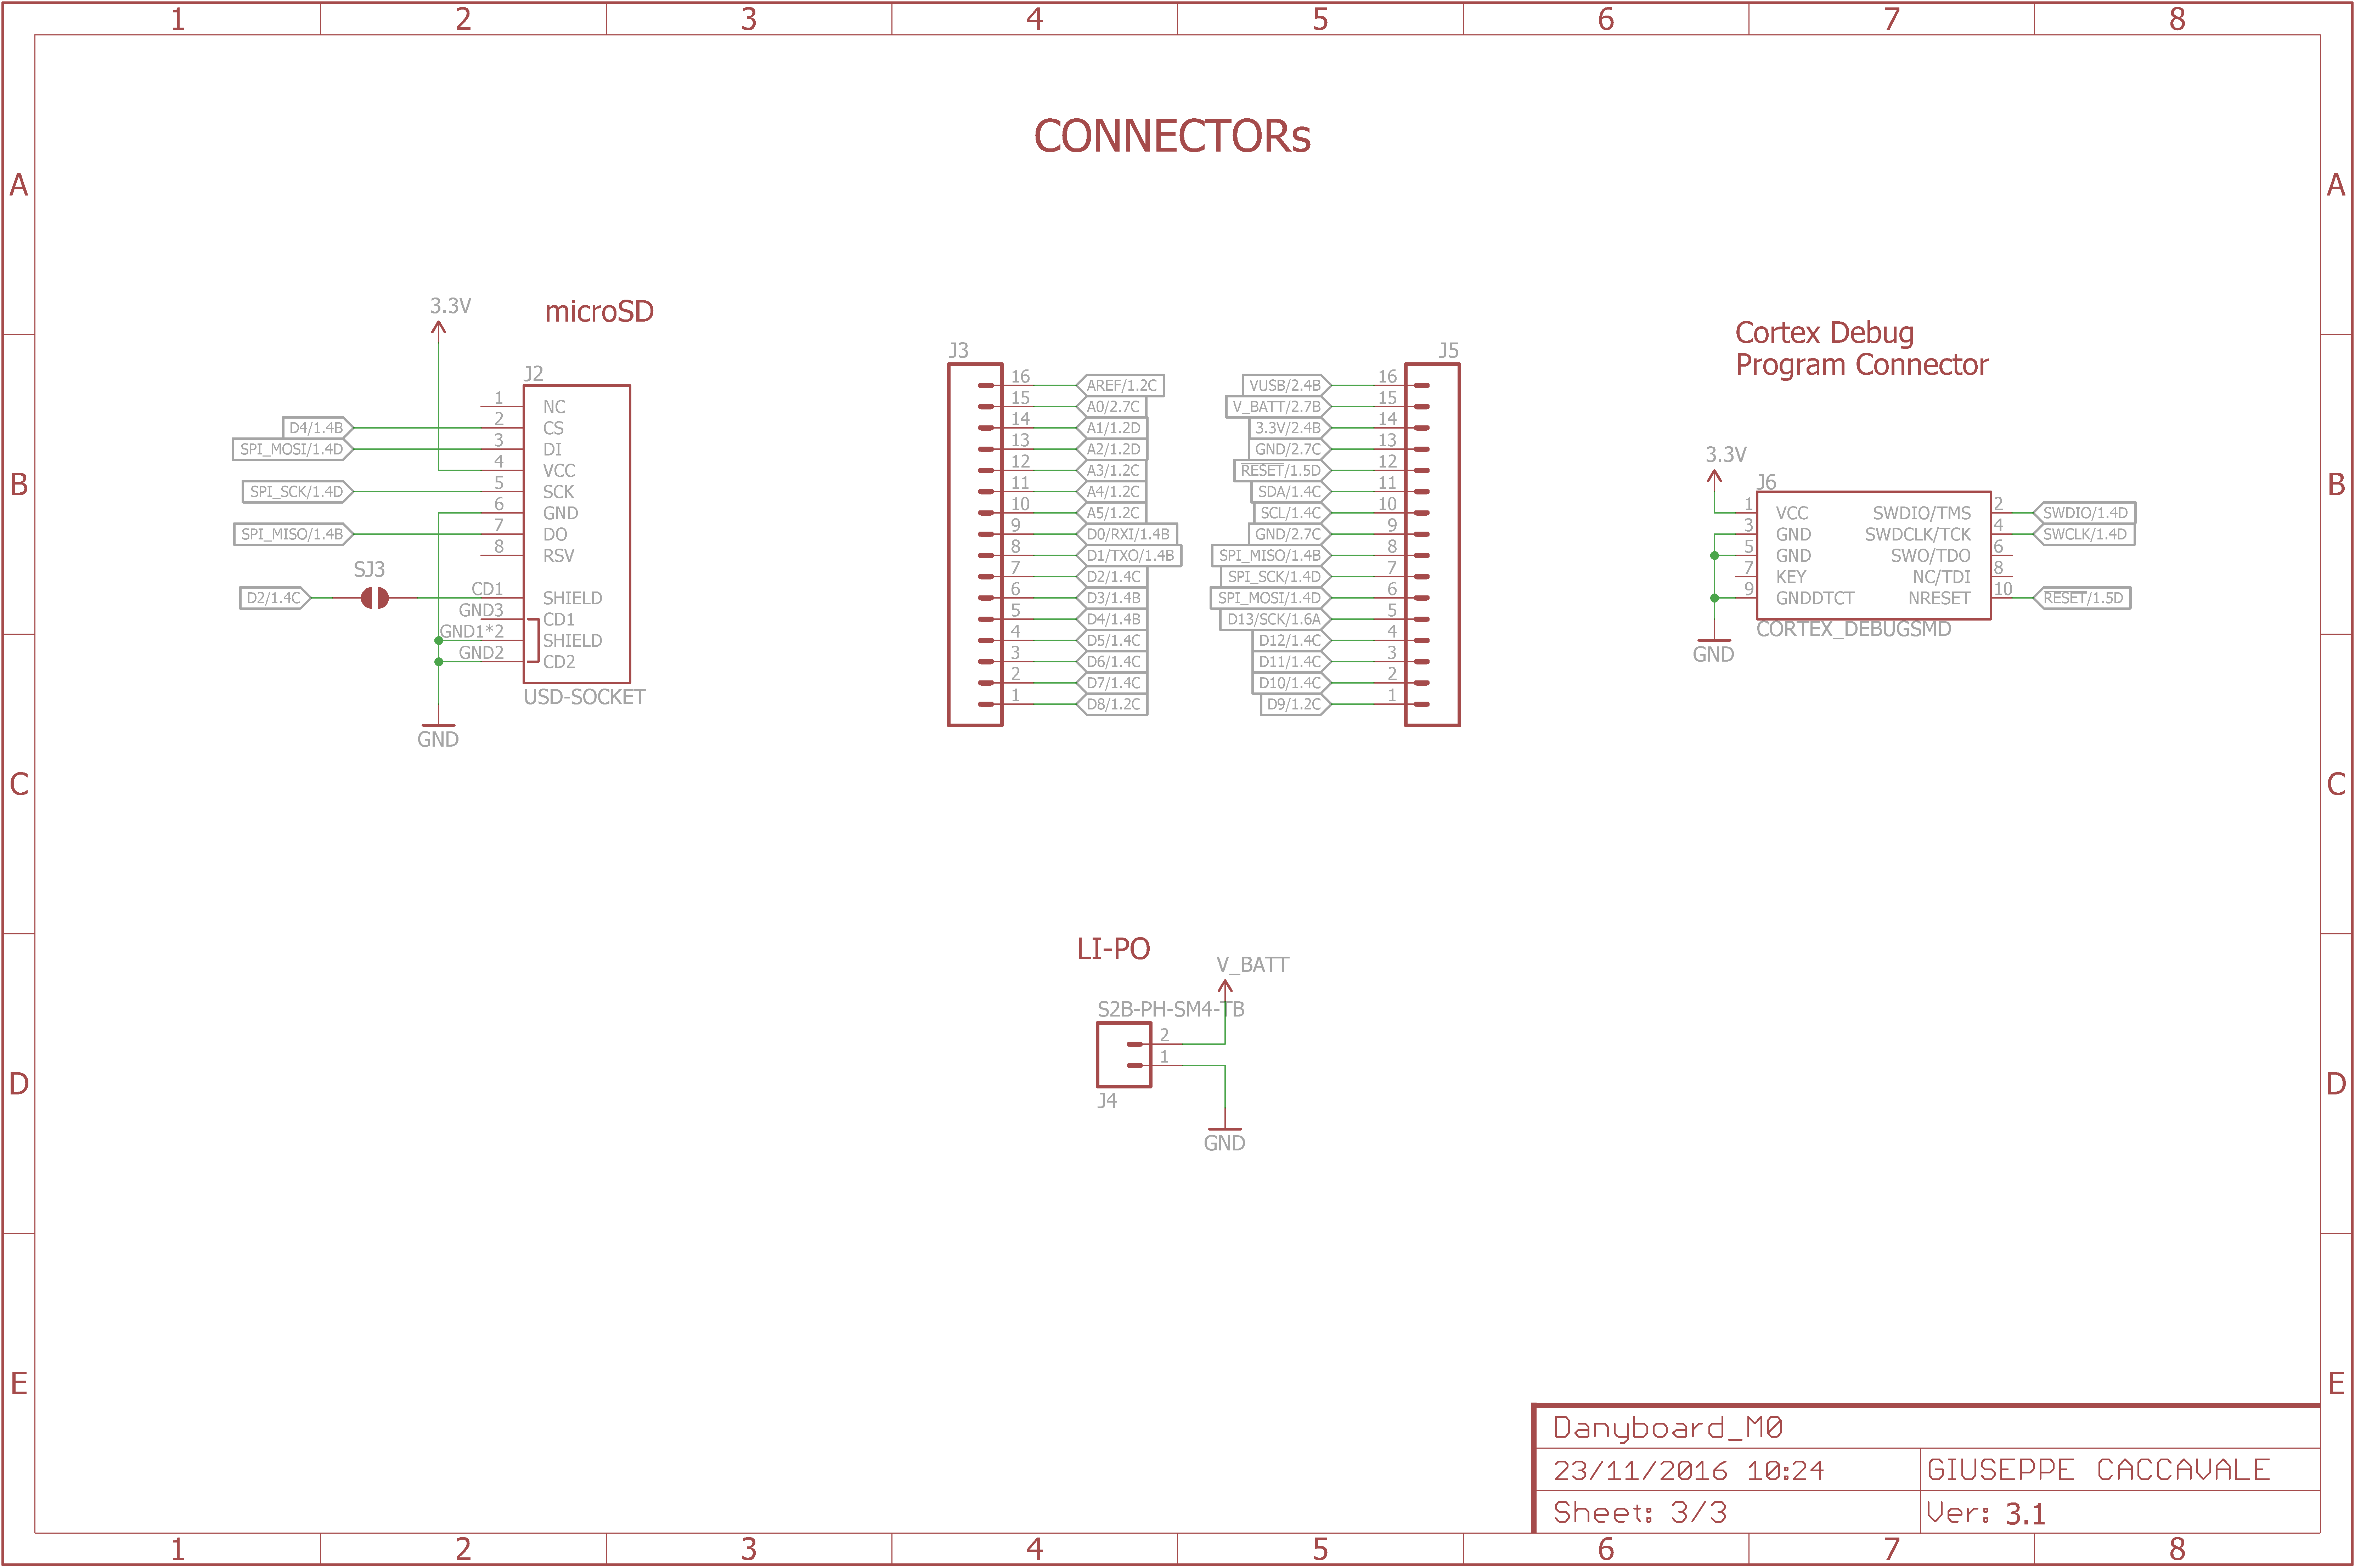 1 2 3 4 5 6 7 8
CONNECTORs
A A
B B
C C
D D
E E
microSD
3.3V
J2
1 NC
D4/1.4B 2 CS
SPI_MOSI/1.4D 3 DI
4 VCC
SPI_SCK/1.4D 5 SCK
6 GND
SPI_MISO/1.4B 7 DO
8 RSV
SJ3
D2/1.4C CD1 SHIELD
GND3 CD1
GND1*2 SHIELD
GND2 CD2
USD-SOCKET
GND
J3
16 AREF/1.2C
15 A0/2.7C
14 A1/1.2D
13 A2/1.2D
12 A3/1.2C
11 A4/1.2C
10 A5/1.2C
9 D0/RXI/1.4B
8 D1/TXO/1.4B
7 D2/1.4C
6 D3/1.4B
5 D4/1.4B
4 D5/1.4C
3 D6/1.4C
2 D7/1.4C
1 D8/1.2C
J5
VUSB/2.4B 16
V_BATT/2.7B 15
3.3V/2.4B 14
GND/2.7C 13
RESET/1.5D 12
SDA/1.4C 11
SCL/1.4C 10
GND/2.7C 9
SPI_MISO/1.4B 8
SPI_SCK/1.4D 7
SPI_MOSI/1.4D 6
D13/SCK/1.6A 5
D12/1.4C 4
D11/1.4C 3
D10/1.4C 2
D9/1.2C 1
Cortex Debug
Program Connector
3.3V
J6
1 VCC SWDIO/TMS 2 SWDIO/1.4D
3 GND SWDCLK/TCK 4 SWCLK/1.4D
5 GND SWO/TDO 6
7 KEY NC/TDI 8
9 GNDDTCT NRESET 10 RESET/1.5D
CORTEX_DEBUGSMD
GND
LI-PO
V_BATT
S2B-PH-SM4-TB
2
1
J4
GND
Danyboard_M0
23/11/2016 10:24 GIUSEPPE CACCAVALE
Sheet: 3/3 Ver: 3.1
1 2 3 4 5 6 7 8